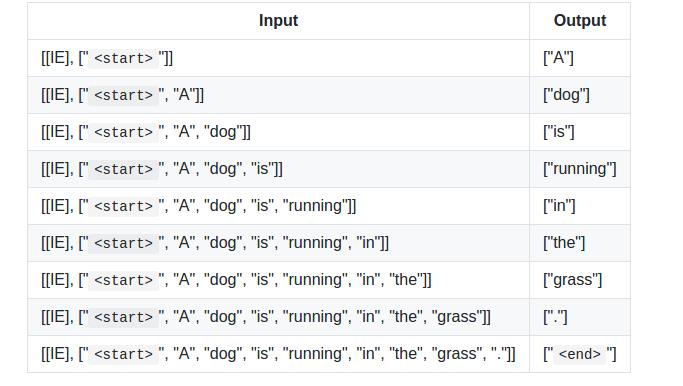 Input Output
[[IE], ["<start>"]] ["A"]
[[IE], ["<start>", "A"]] ["dog"]
[[IE], ["<start>", "A", "dog"]] ["is"]
[[IE], ["<start>", "A", "dog", "is"]] ["running"]
[[IE], ["<start>", "A", "dog", "is", "running"]] ["in"]
[[IE], ["<start>", "A", "dog", "is", "running", "in"]] ["the"]
[[IE], ["<start>", "A", "dog", "is", "running", "in", "the"]] ["grass"]
[[IE], ["<start>", "A", "dog", "is", "running", "in", "the", "grass"]] ["."]
[[IE], ["<start>", "A", "dog", "is", "running", "in", "the", "grass", "."]] ["<end>"]